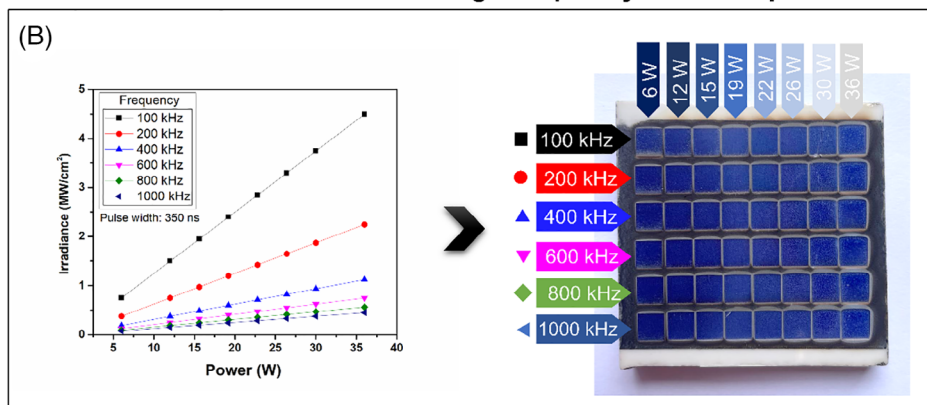 (B)
5
4
3
2
1
0
Irradiance (MW/cm²)
Frequency
100 kHz
200 kHz
400 kHz
600 kHz
800 kHz
1000 kHz
Pulse width: 350 ns
5 10 15 20 25 30 35 40
Power (W)
6 W 12 W 15 W 19 W 22 W 26 W 30 W 36 W
100 kHz
200 kHz
400 kHz
600 kHz
800 kHz
1000 kHz